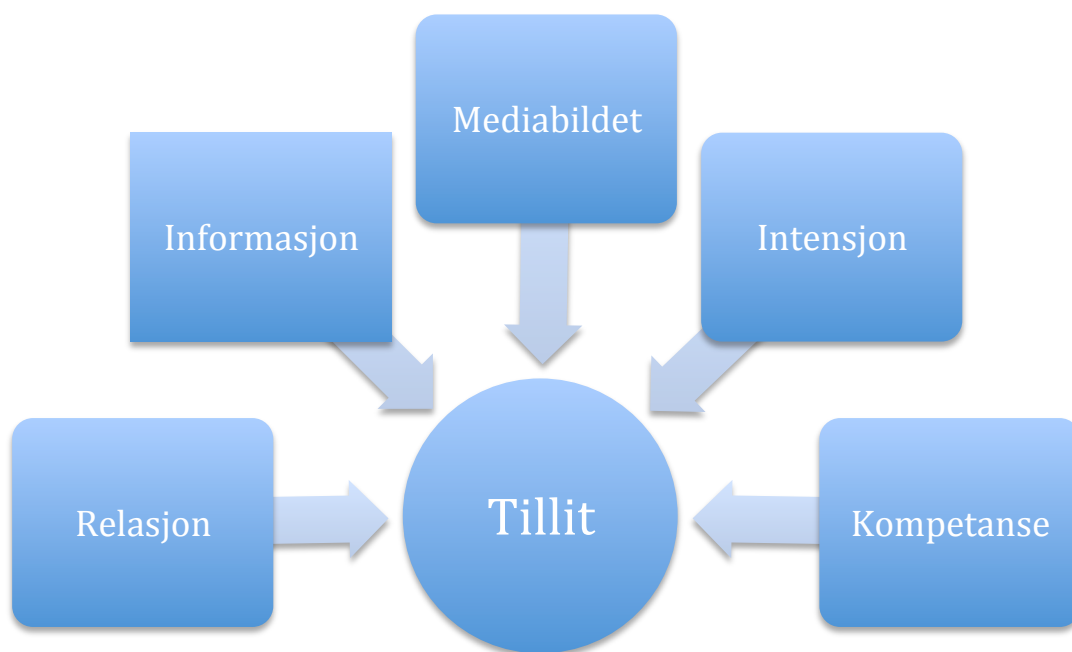 Mediabildet
Informasjon
Intensjon
Relasjon
Tillit
Kompetanse